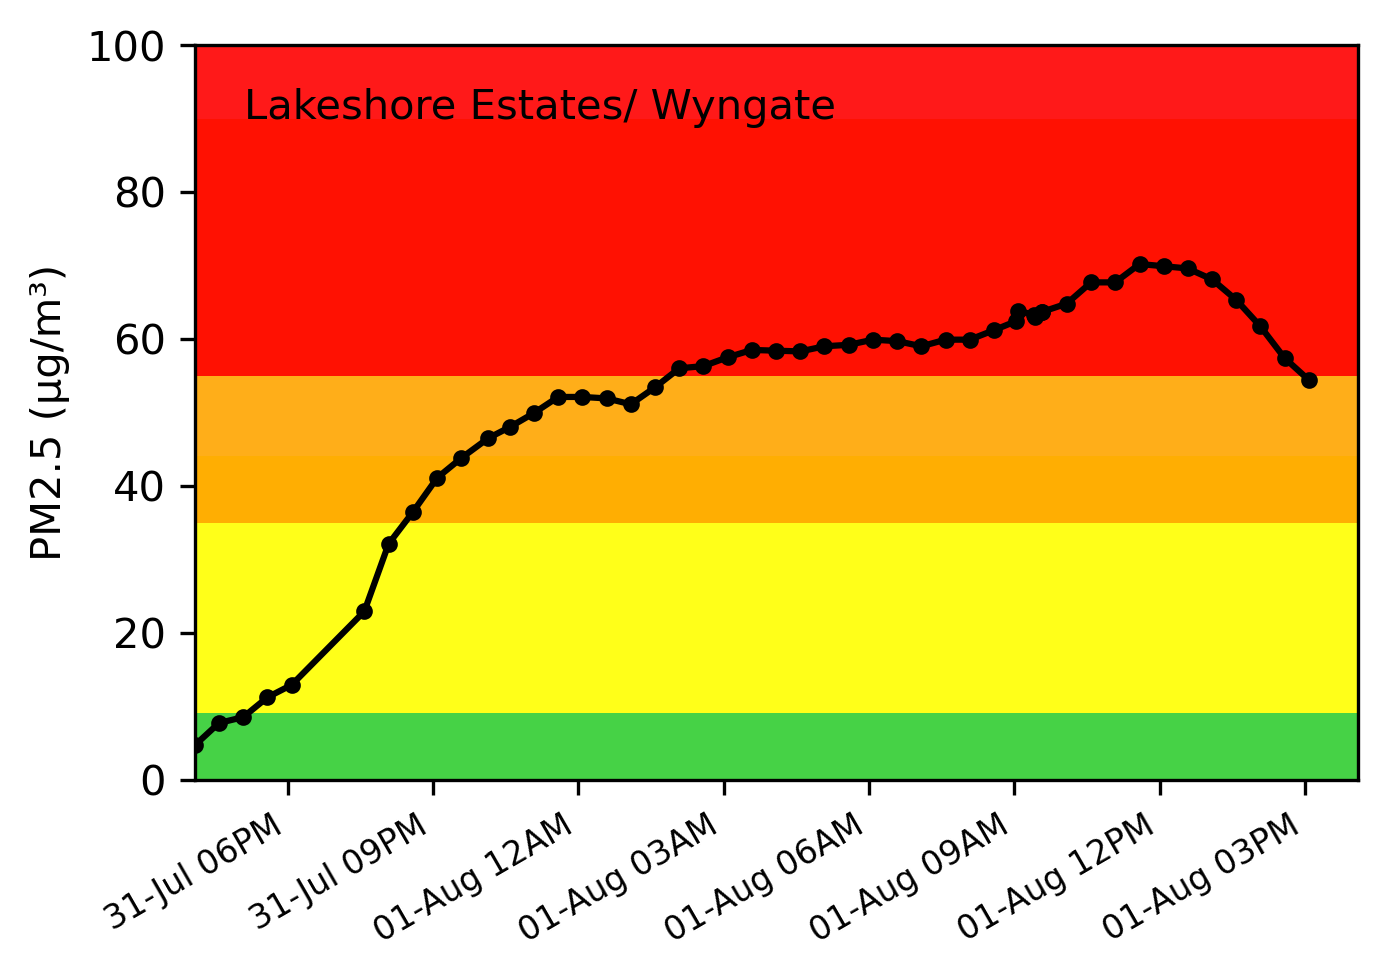 100
Lakeshore Estates/ Wyngate
80
60
40
20
0
PM2.5 (µg/m³)
31-Jul 06PM
31-Jul 09PM
01-Aug 12AM
01-Aug 03AM
01-Aug 06AM
01-Aug 09AM
01-Aug 12PM
01-Aug 03PM